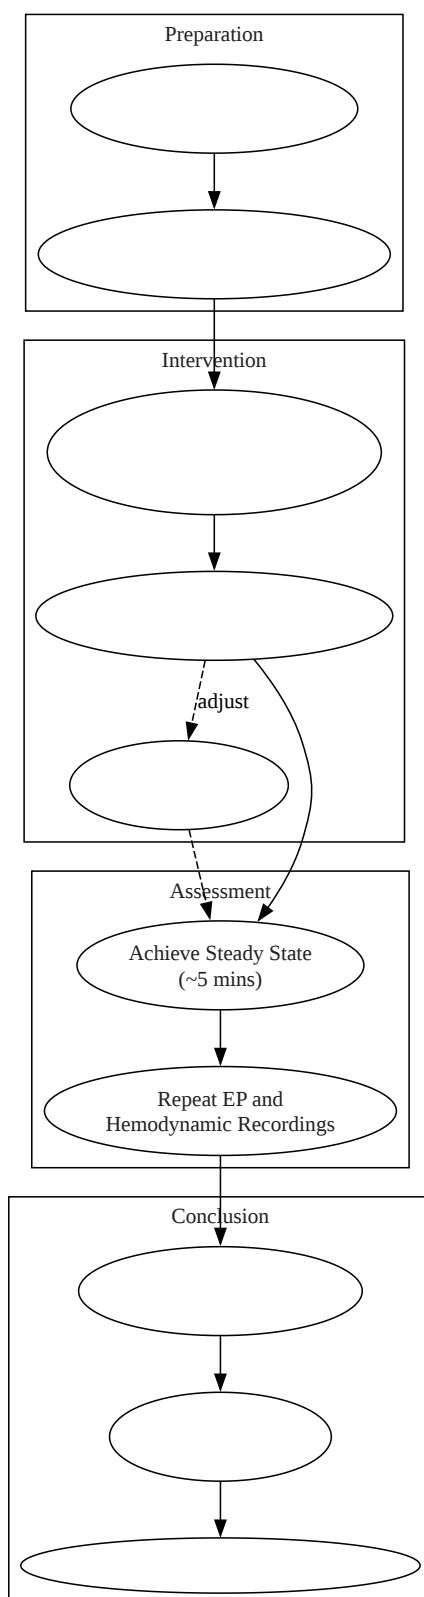 Preparation
Intervention
adjust
Assessment
Achieve Steady State
(~5 mins)
Repeat EP and
Hemodynamic Recordings
Conclusion